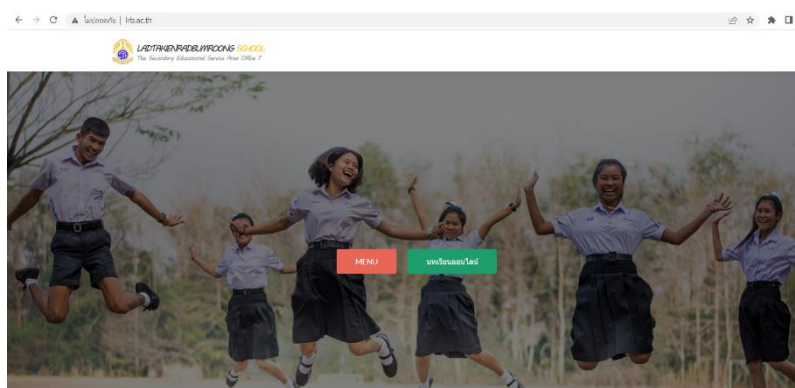 ไม่ปลอดภัย | lrb.ac.th
LADTAKIENRADBUMROONG SCHOOL
The Secondary Educational Service Area Office 7
MENU
บทเรียนออนไลน์